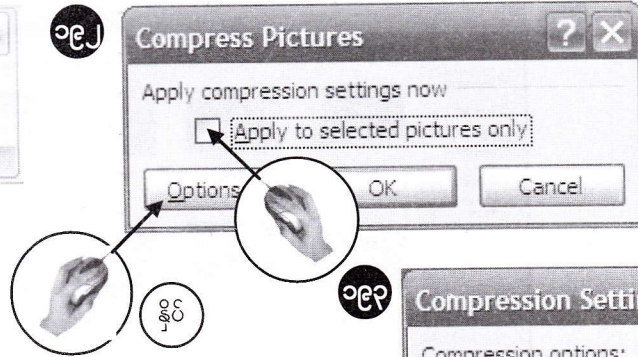 ၁၉၂
Compress Pictures
Apply compression settings now
Apply to selected pictures only
Options
OK
Cancel
၁၉၃
Compression Setti
Compression options: